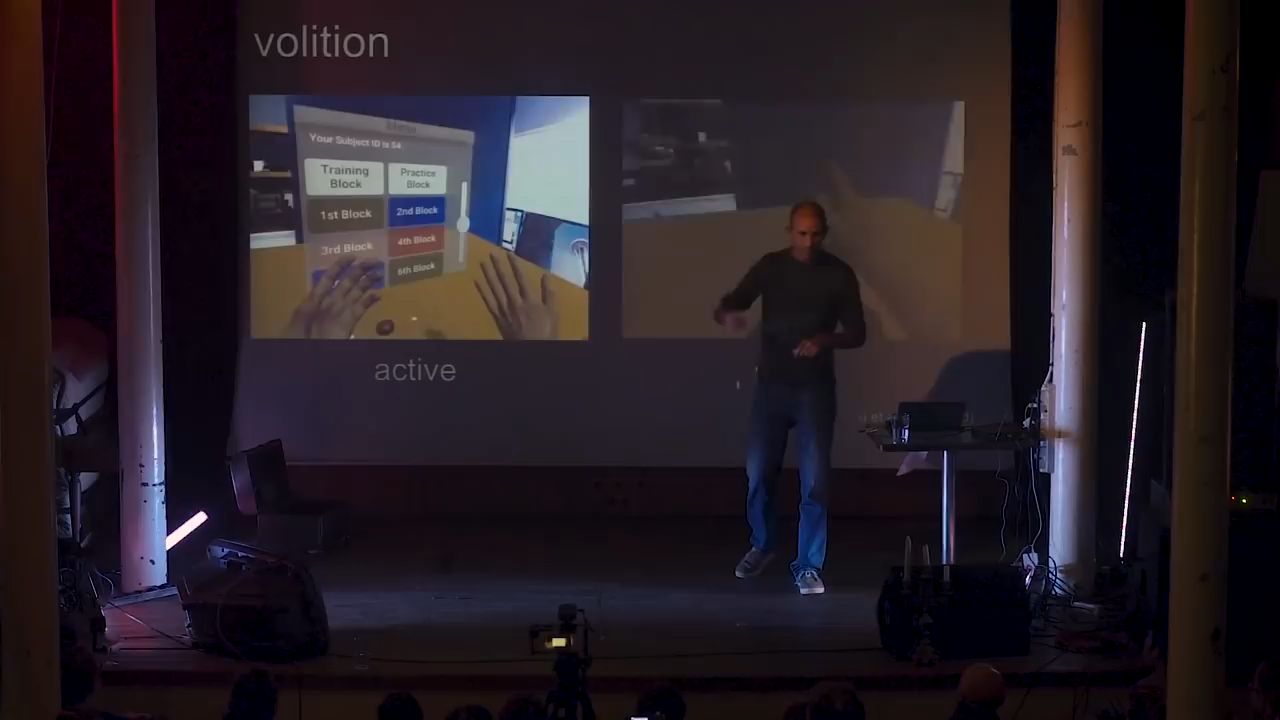 volition
Menu
Your Subject ID is 54
Training Block
Practice Block
1st Block
2nd Block
3rd Block
4th Block
6th Block
active